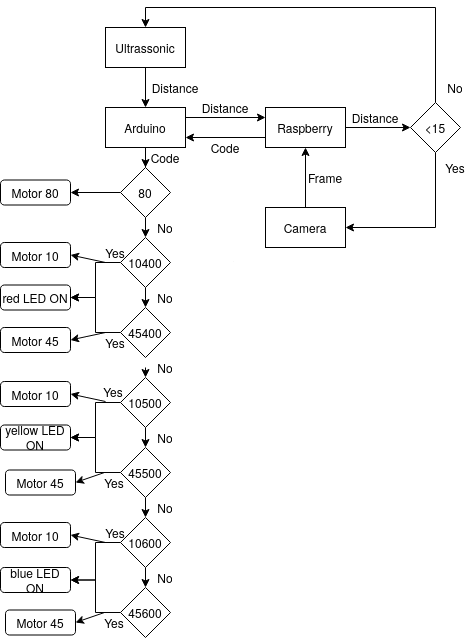 Ultrassonic
No
Distance
Distance
Arduino
Raspberry
Distance
<15
Code
Code
Yes
Frame
Motor 80
80
Camera
No
Motor 10
Yes
10400
red LED ON
No
Motor 45
Yes
45400
No
Motor 10
Yes
10500
yellow LED
ON
No
Motor 45
Yes
45500
No
Motor 10
Yes
10600
blue LED
ON
No
Motor 45
Yes
45600